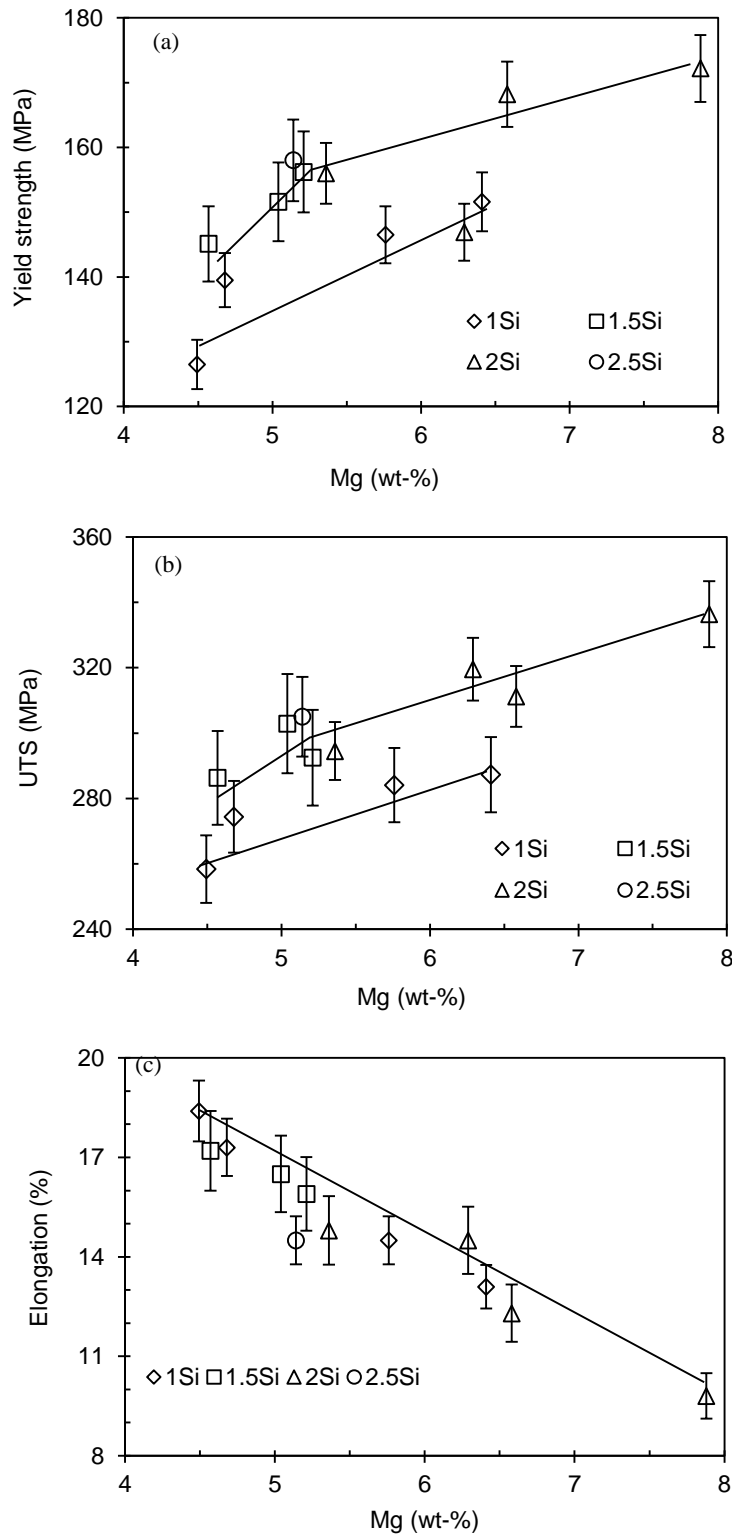 (a)
180
160
140
120
Yield strength (MPa)
1Si 1.5Si
2Si 2.5Si
4 5 6 7 8
Mg (wt-%)
(b)
360
320
280
240
UTS (MPa)
1Si 1.5Si
2Si 2.5Si
4 5 6 7 8
Mg (wt-%)
(c)
20
17
14
11
8
Elongation (%)
1Si 1.5Si 2Si 2.5Si
4 5 6 7 8
Mg (wt-%)